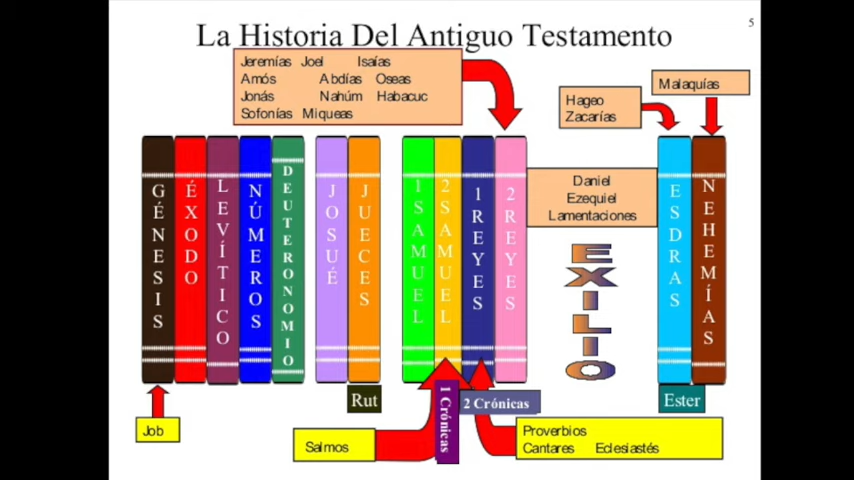 5
La Historia Del Antiguo Testamento
Jeremías Joel Isaías
Amós Abdías Oseas
Jonás Nahúm Habacuc
Sofonías Miqueas
Malaquías
Hageo
Zacarías
GÉNESIS
ÉXODO
LEVÍTICO
NÚMEROS
DEUTERONOMIO
JOSUÉ
JUECES
1 SAMUEL
2 SAMUEL
1 REYES
2 REYES
Daniel
Ezequiel
Lamentaciones
EXILIO
ESDRAS
NEHEMÍAS
Rut
1 Crónicas
2 Crónicas
Ester
Job
Salmos
Proverbios
Cantares Eclesiastés